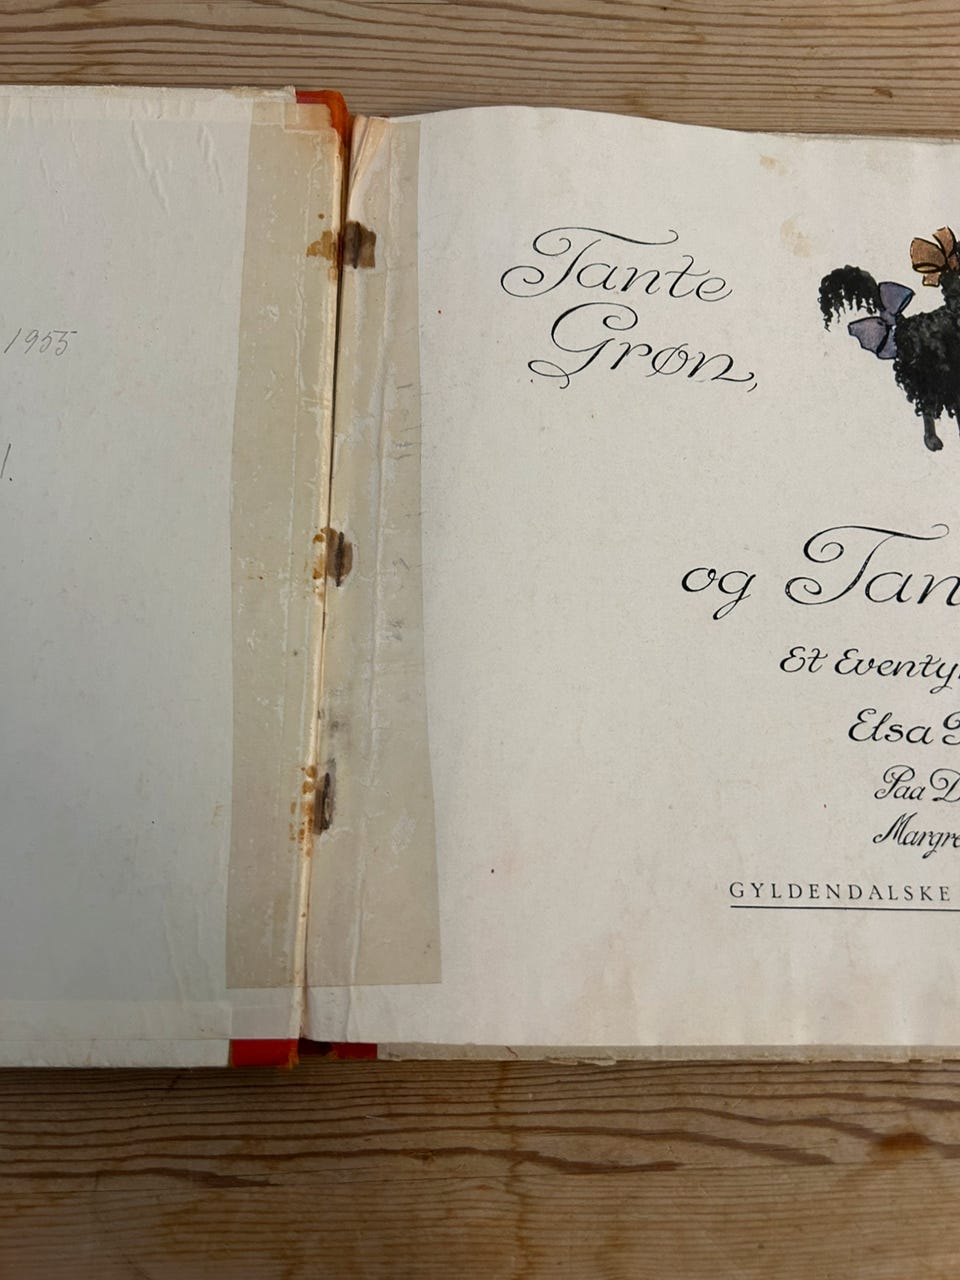 1955
Tante
Grøn,
og Tan
Et Eventy
Elsa
Paa D
Margre
GYLDENDALSKE